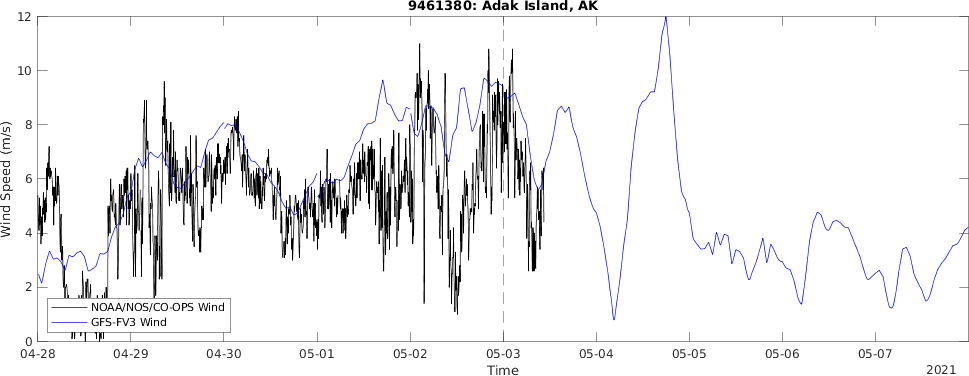 9461380: Adak Island, AK
Wind Speed (m/s)
12
10
8
6
4
2
0
NOAA/NOS/CO-OPS Wind
GFS-FV3 Wind
04-28 04-29 04-30 05-01 05-02 05-03 05-04 05-05 05-06 05-07
Time
2021